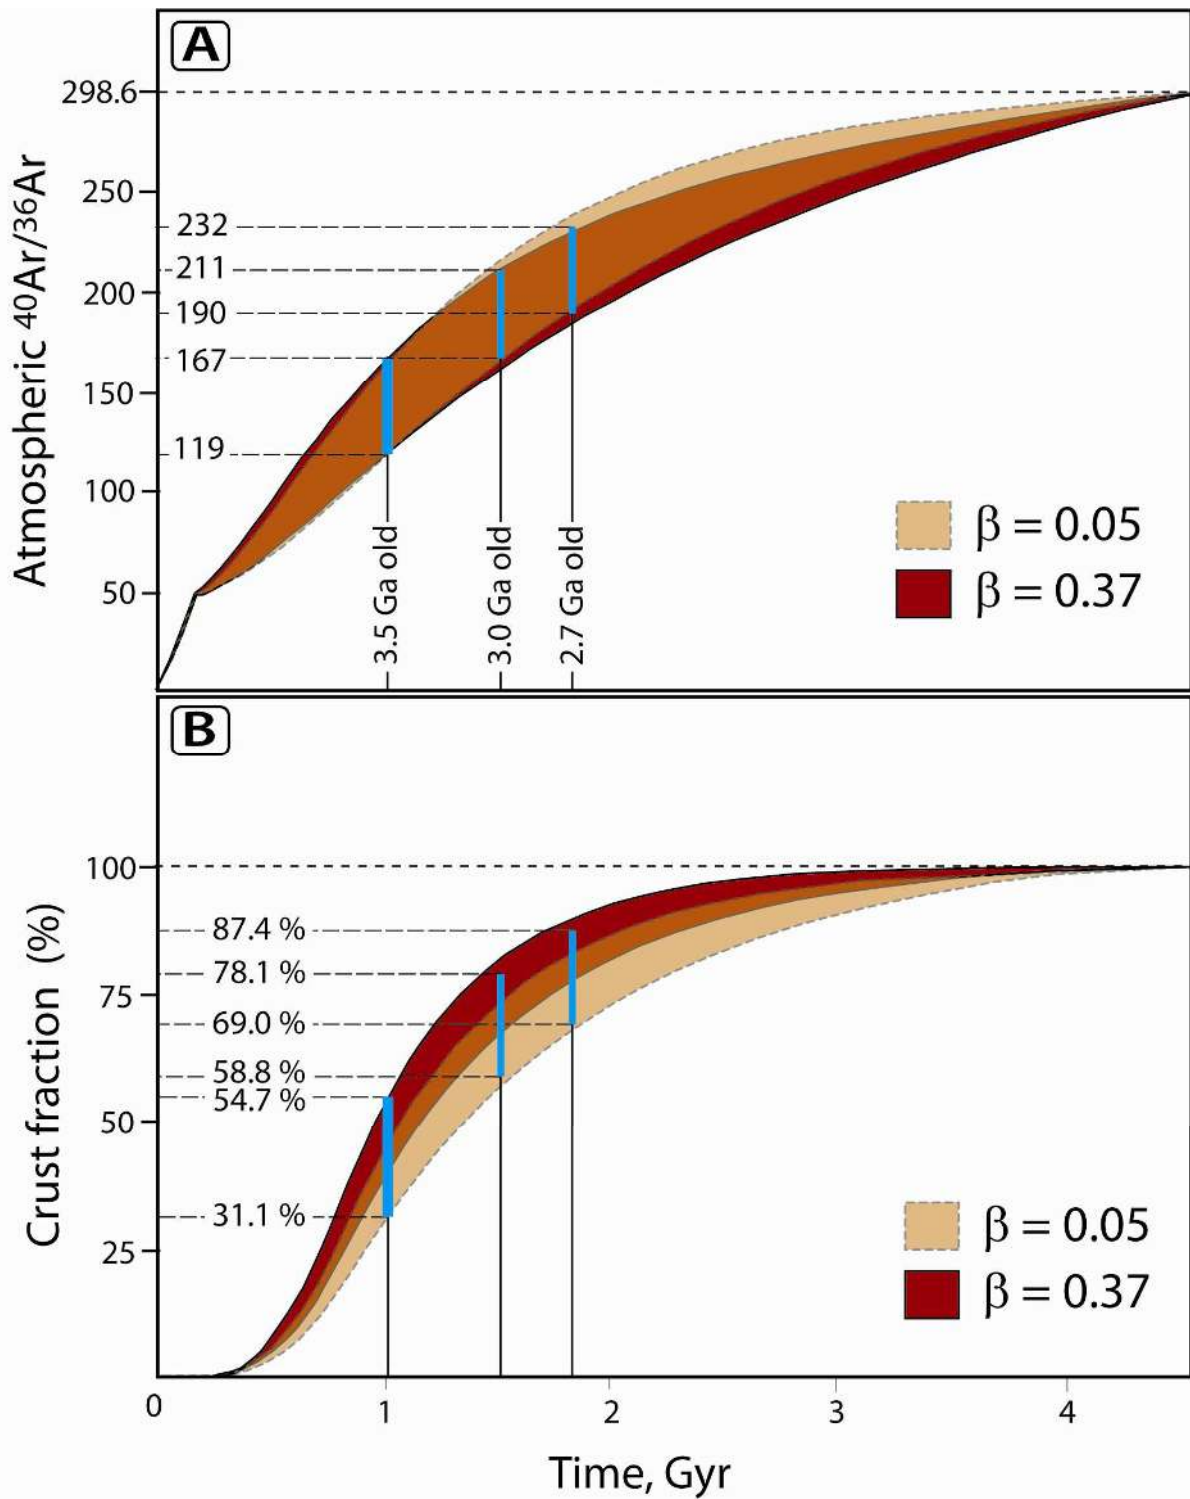 A
298.6
250
232
211
200
190
167
150
119
100
50
Atmospheric ⁴⁰Ar/³⁶Ar
3.5 Ga old
3.0 Ga old
2.7 Ga old
β = 0.05
β = 0.37
B
100
87.4 %
78.1 %
75
69.0 %
58.8 %
54.7 %
50
31.1 %
25
Crust fraction (%)
β = 0.05
β = 0.37
0
1
2
3
4
Time, Gyr